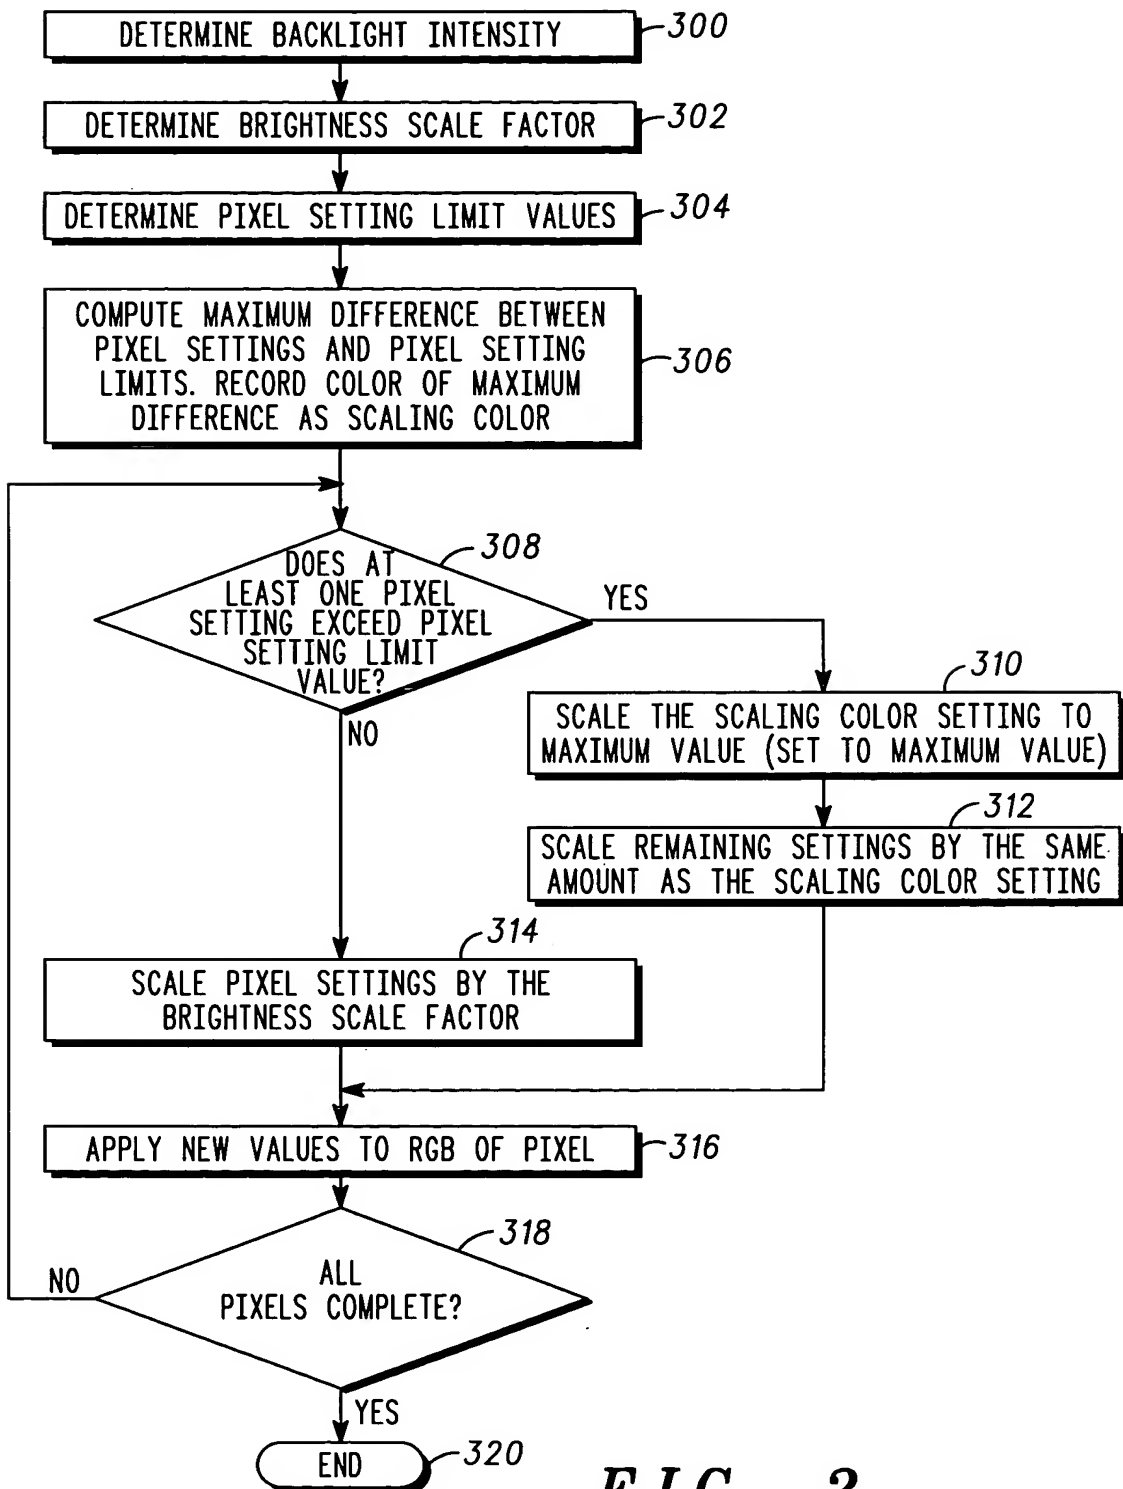 DETERMINE BACKLIGHT INTENSITY
300
DETERMINE BRIGHTNESS SCALE FACTOR
302
DETERMINE PIXEL SETTING LIMIT VALUES
304
COMPUTE MAXIMUM DIFFERENCE BETWEEN
PIXEL SETTINGS AND PIXEL SETTING
LIMITS. RECORD COLOR OF MAXIMUM
DIFFERENCE AS SCALING COLOR
306
308
DOES AT
LEAST ONE PIXEL
SETTING EXCEED PIXEL
SETTING LIMIT
VALUE?
YES
NO
310
SCALE THE SCALING COLOR SETTING TO
MAXIMUM VALUE (SET TO MAXIMUM VALUE)
312
SCALE REMAINING SETTINGS BY THE SAME
AMOUNT AS THE SCALING COLOR SETTING
314
SCALE PIXEL SETTINGS BY THE
BRIGHTNESS SCALE FACTOR
APPLY NEW VALUES TO RGB OF PIXEL
316
318
ALL
PIXELS COMPLETE?
NO
YES
END
320
FIG.